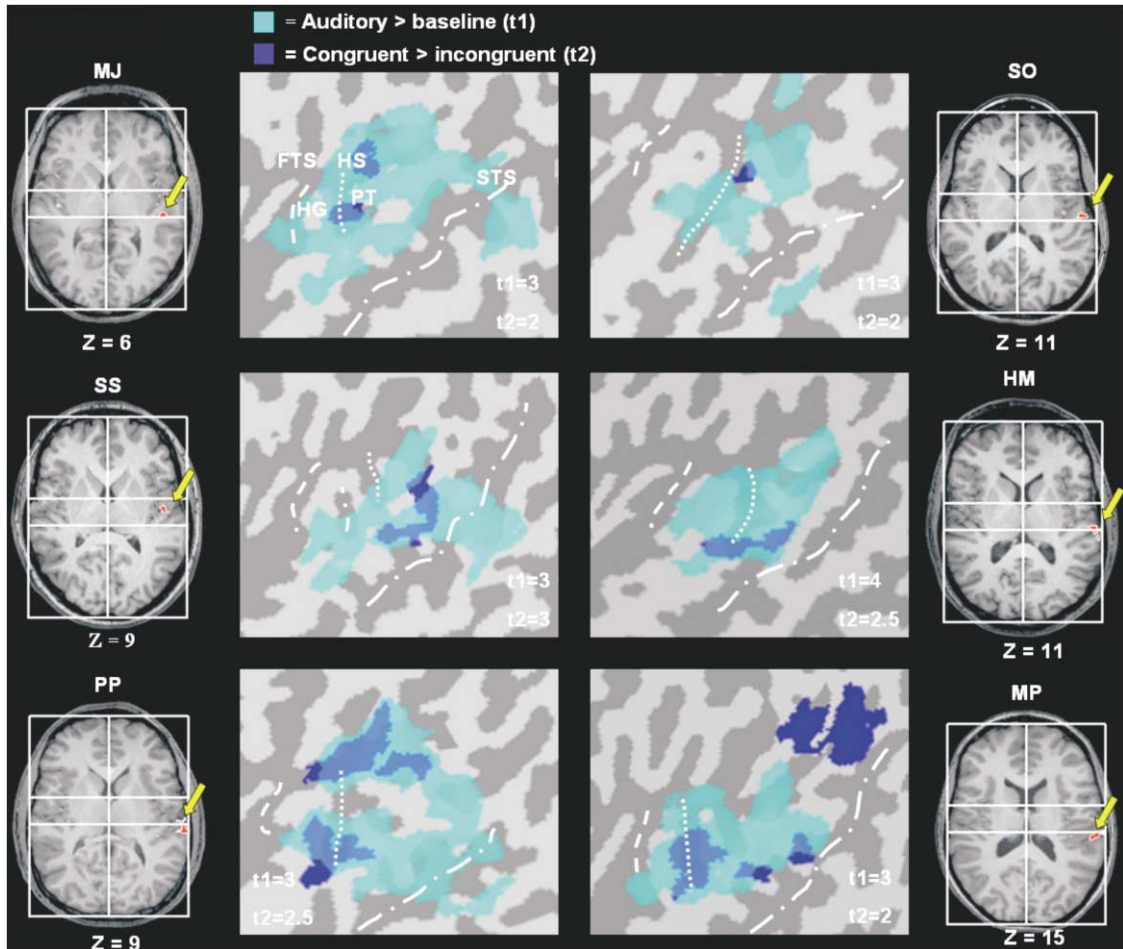 = Auditory > baseline (t1)
= Congruent > incongruent (t2)
MJ
SO
FTS HS
STS
HG PT
t1=3
t2=2
t1=3
t2=2
Z = 6
Z = 11
SS
HM
t1=3
t2=3
t1=4
t2=2.5
Z = 9
Z = 11
PP
MP
t1=3
t2=2.5
t1=3
t2=2
Z = 9
Z = 15